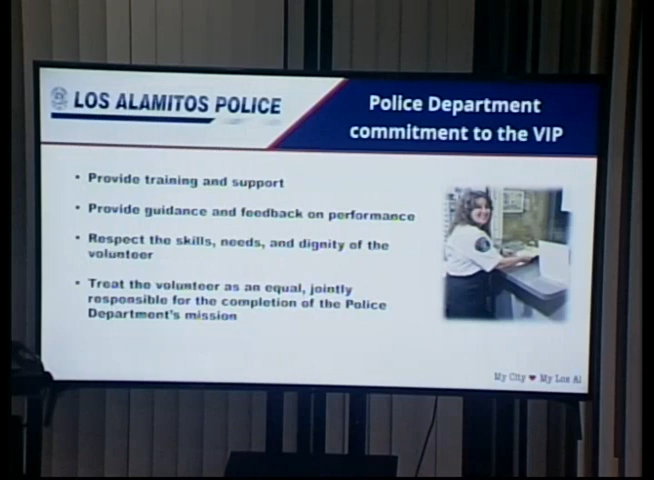 LOS ALAMITOS POLICE
Police Department
commitment to the VIP
• Provide training and support
• Provide guidance and feedback on performance
• Respect the skills, needs, and dignity of the
volunteer
• Treat the volunteer as an equal, jointly
responsible for the completion of the Police
Department's mission
My City ♥ My Los Al